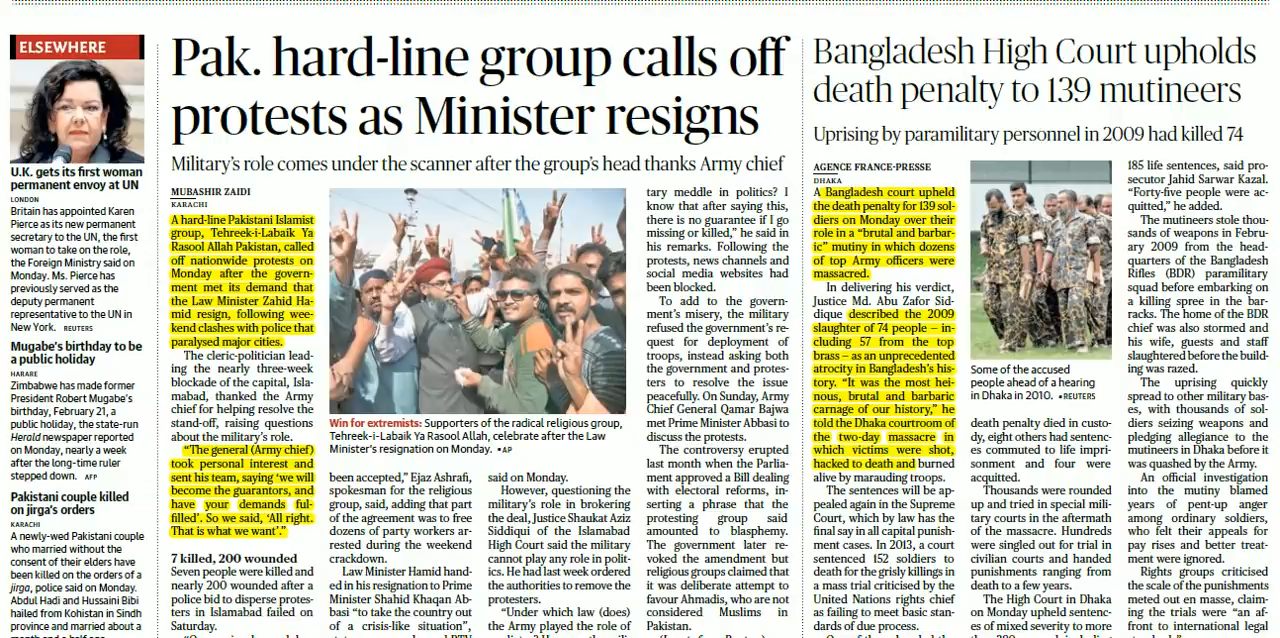 ELSEWHERE
U.K. gets its first woman
permanent envoy at UN
LONDON
Britain has appointed Karen
Pierce as its new permanent
secretary to the UN, the first
woman to take on the role,
the Foreign Ministry said on
Monday. Ms. Pierce has
previously served as the
deputy permanent
representative to the UN in
New York. REUTERS
Mugabe's birthday to be
a public holiday
HARARE
Zimbabwe has made former
President Robert Mugabe's
birthday, February 21, a
public holiday, the state-run
Herald newspaper reported
on Monday, nearly a week
after the long-time ruler
stepped down. AFP
Pakistani couple killed
on jirga's orders
KARACHI
A newly-wed Pakistani couple
who married without the
consent of their elders have
been killed on the orders of a
jirga, police said on Monday.
Abdul Hadi and Hussaini Bibi
hailed from Kohistan in Sindh
province and married about a
Pak. hard-line group calls off
protests as Minister resigns
Military's role comes under the scanner after the group's head thanks Army chief
MUBASHIR ZAIDI
KARACHI
A hard-line Pakistani Islamist
group, Tehreek-i-Labaik Ya
Rasool Allah Pakistan, called
off nationwide protests on
Monday after the govern-
ment met its demand that
the Law Minister Zahid Ha-
mid resign, following wee-
kend clashes with police that
paralysed major cities.
The cleric-politician lead-
ing the nearly three-week
blockade of the capital, Isla-
mabad, thanked the Army
chief for helping resolve the
stand-off, raising questions
about the military's role.
"The general (Army chief)
took personal interest and
sent his team, saying 'we will
become the guarantors, and
have your demands ful-
filled'. So we said, 'All right.
That is what we want'."
7 killed, 200 wounded
Seven people were killed and
nearly 200 wounded after a
police bid to disperse protes-
ters in Islamabad failed on
Saturday.
Win for extremists: Supporters of the radical religious group,
Tehreek-i-Labaik Ya Rasool Allah, celebrate after the Law
Minister's resignation on Monday. •AP
been accepted," Ejaz Ashrafi,
spokesman for the religious
group, said, adding that part
of the agreement was to free
dozens of party workers ar-
rested during the weekend
crackdown.
Law Minister Hamid hand-
ed in his resignation to Prime
Minister Shahid Khaqan Ab-
basi "to take the country out
of a crisis-like situation",
said on Monday.
However, questioning the
military's role in brokering
the deal, Justice Shaukat Aziz
Siddiqui of the Islamabad
High Court said the military
cannot play any role in polit-
ics. He had last week ordered
the authorities to remove the
protesters.
"Under which law (does)
the Army played the role of
tary meddle in politics? I
know that after saying this,
there is no guarantee if I go
missing or killed," he said in
his remarks. Following the
protests, news channels and
social media websites had
been blocked.
To add to the govern-
ment's misery, the military
refused the government's re-
quest for deployment of
troops, instead asking both
the government and protes-
ters to resolve the issue
peacefully. On Sunday, Army
Chief General Qamar Bajwa
met Prime Minister Abbasi to
discuss the protests.
The controversy erupted
last month when the Parlia-
ment approved a Bill dealing
with electoral reforms, in-
serting a phrase that the
protesting group said
amounted to blasphemy.
The government later re-
voked the amendment but
religious groups claimed that
it was deliberate attempt to
favour Ahmadis, who are not
considered Muslims in
Pakistan.
Bangladesh High Court upholds
death penalty to 139 mutineers
Uprising by paramilitary personnel in 2009 had killed 74
AGENCE FRANCE-PRESSE
DHAKA
A Bangladesh court upheld
the death penalty for 139 sol-
diers on Monday over their
role in a "brutal and barbar-
ic" mutiny in which dozens
of top Army officers were
massacred.
In delivering his verdict,
Justice Md. Abu Zafor Sid-
dique described the 2009
slaughter of 74 people – in-
cluding 57 from the top
brass – as an unprecedented
atrocity in Bangladesh's his-
tory. "It was the most hei-
nous, brutal and barbaric
carnage of our history," he
told the Dhaka courtroom of
the two-day massacre in
which victims were shot,
hacked to death and burned
alive by marauding troops.
The sentences will be ap-
pealed again in the Supreme
Court, which by law has the
final say in all capital punish-
ment cases. In 2013, a court
sentenced 152 soldiers to
death for the grisly killings in
a mass trial criticised by the
United Nations rights chief
as failing to meet basic stan-
dards of due process.
Some of the accused
people ahead of a hearing
in Dhaka in 2010. •REUTERS
death penalty died in custo-
dy, eight others had sentenc-
es commuted to life impri-
sonment and four were
acquitted.
Thousands were rounded
up and tried in special mili-
tary courts in the aftermath
of the massacre. Hundreds
were singled out for trial in
civilian courts and handed
punishments ranging from
death to a few years.
The High Court in Dhaka
on Monday upheld sentenc-
es of mixed severity to more
185 life sentences, said pro-
secutor Jahid Sarwar Kazal.
"Forty-five people were ac-
quitted," he added.
The mutineers stole thou-
sands of weapons in Febru-
ary 2009 from the head-
quarters of the Bangladesh
Rifles (BDR) paramilitary
squad before embarking on
a killing spree in the bar-
racks. The home of the BDR
chief was also stormed and
his wife, guests and staff
slaughtered before the build-
ing was razed.
The uprising quickly
spread to other military bas-
es, with thousands of sol-
diers seizing weapons and
pledging allegiance to the
mutineers in Dhaka before it
was quashed by the Army.
An official investigation
into the mutiny blamed
years of pent-up anger
among ordinary soldiers,
who felt their appeals for
pay rises and better treat-
ment were ignored.
Rights groups criticised
the scale of the punishments
meted out en masse,
claiming the trials were "an af-
front to international legal